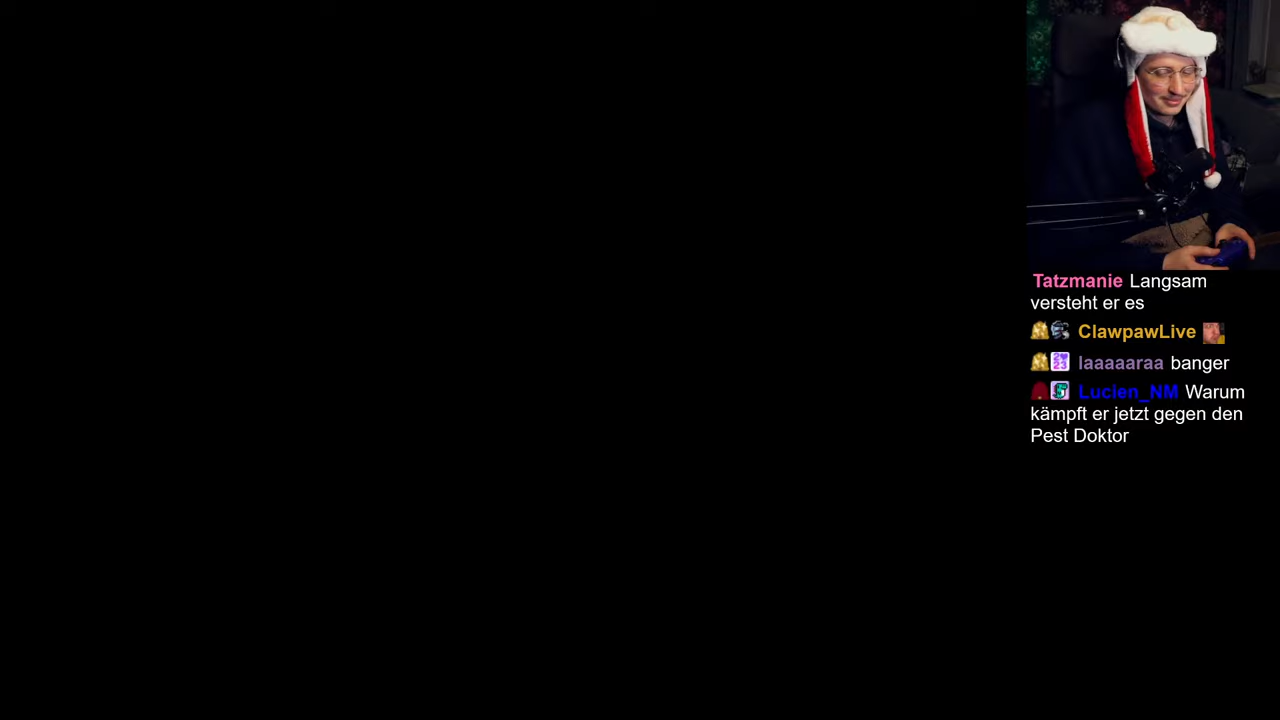 Tatzmanie Langsam
versteht er es
ClawpawLive
laaaaaraa banger
Lucien_NM Warum
kämpft er jetzt gegen den
Pest Doktor